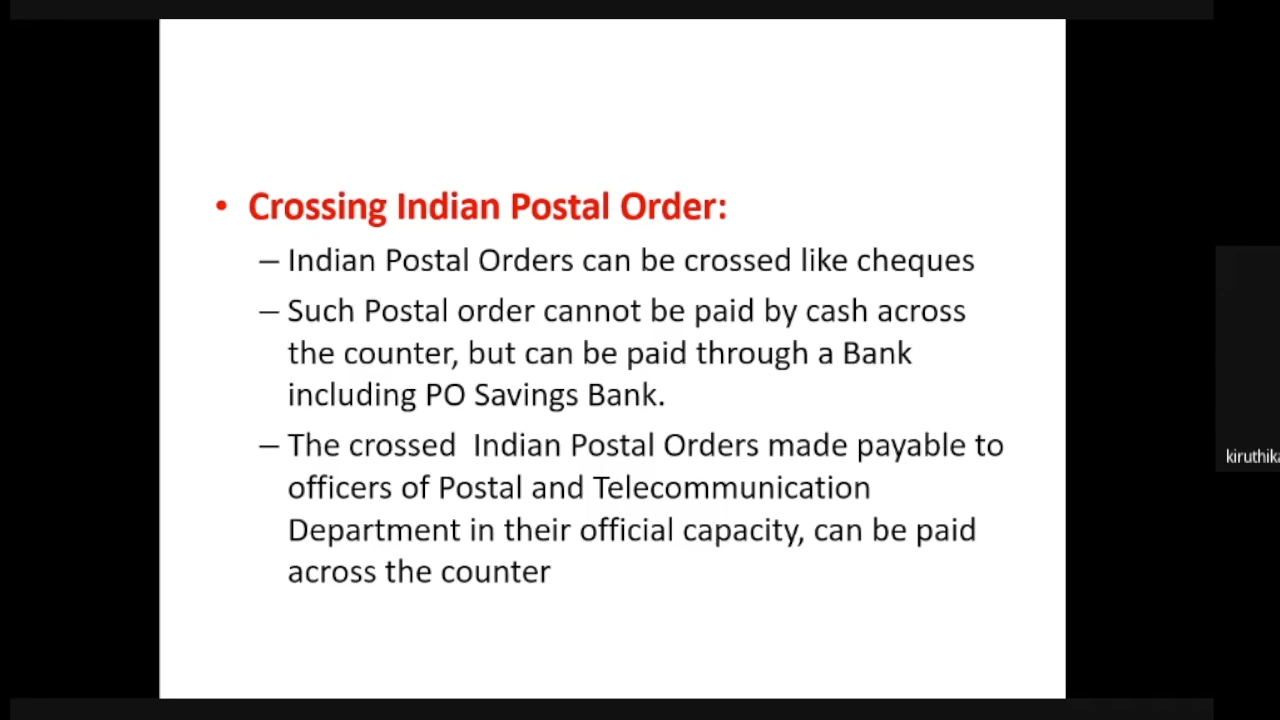 • Crossing Indian Postal Order:
– Indian Postal Orders can be crossed like cheques
– Such Postal order cannot be paid by cash across
the counter, but can be paid through a Bank
including PO Savings Bank.
– The crossed  Indian Postal Orders made payable to
officers of Postal and Telecommunication
Department in their official capacity, can be paid
across the counter
kiruthika